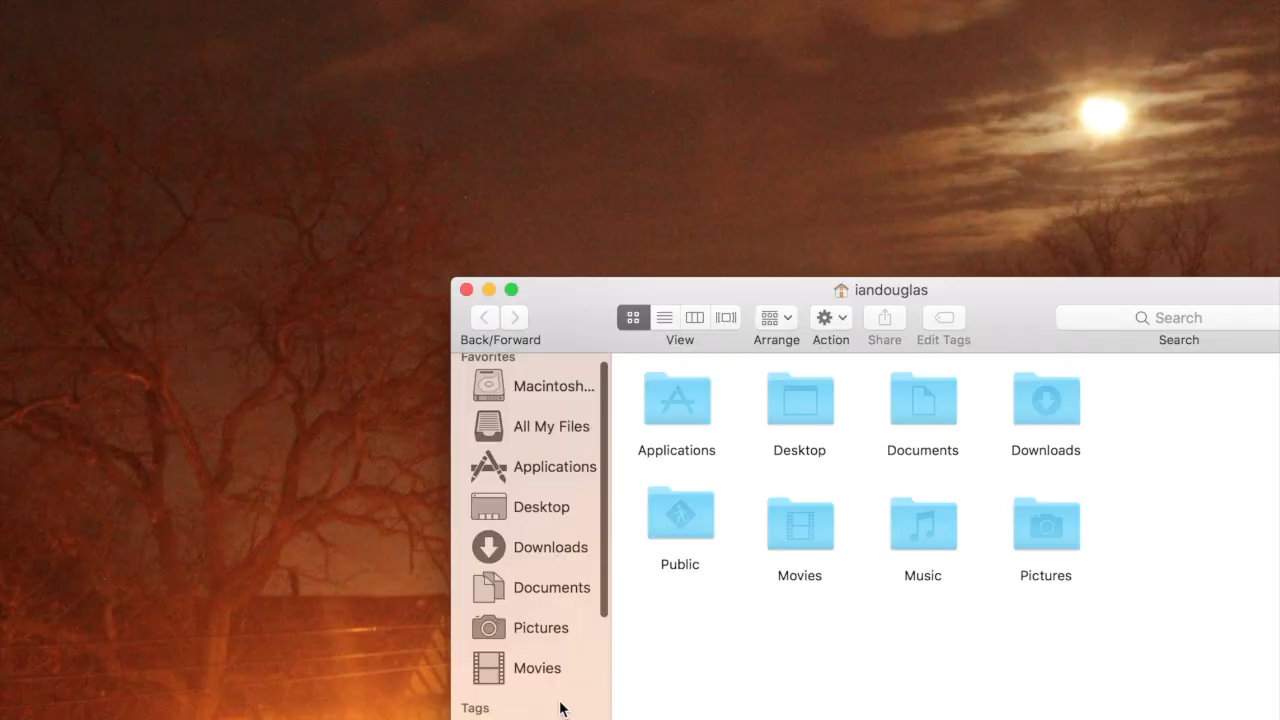 iandouglas
Search
Back/Forward
View
Arrange
Action
Share
Edit Tags
Search
Favorites
Macintosh...
All My Files
Applications
Desktop
Downloads
Documents
Pictures
Movies
Tags
Applications
Desktop
Documents
Downloads
Public
Movies
Music
Pictures